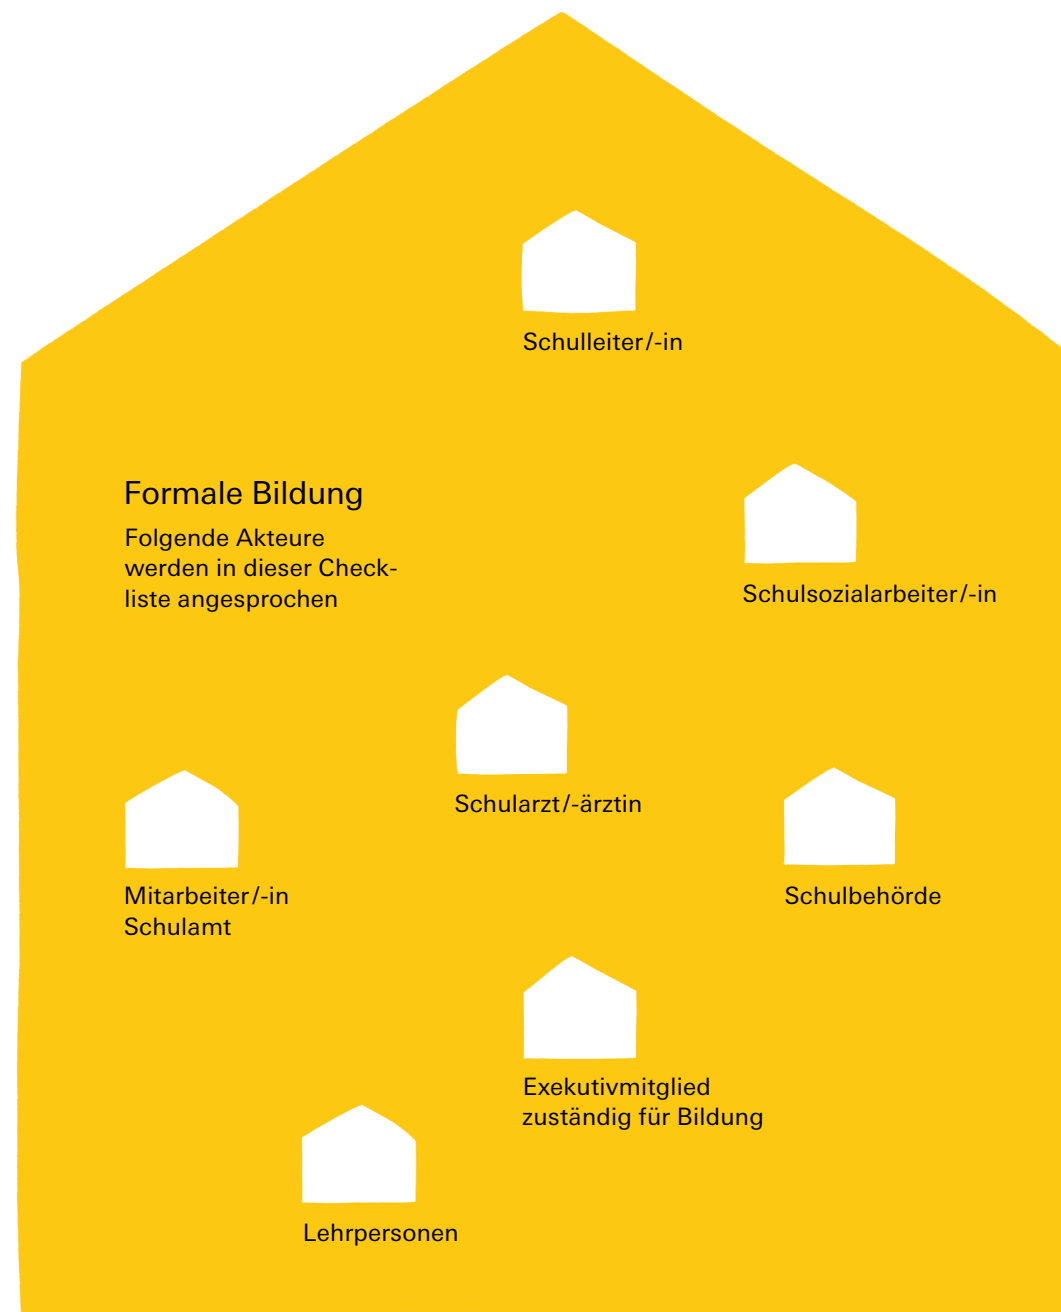 Schulleiter/-in
Formale Bildung
Folgende Akteure
werden in dieser Check-
liste angesprochen
Schulsozialarbeiter/-in
Schularzt/-ärztin
Mitarbeiter/-in
Schulamt
Schulbehörde
Exekutivmitglied
zuständig für Bildung
Lehrpersonen